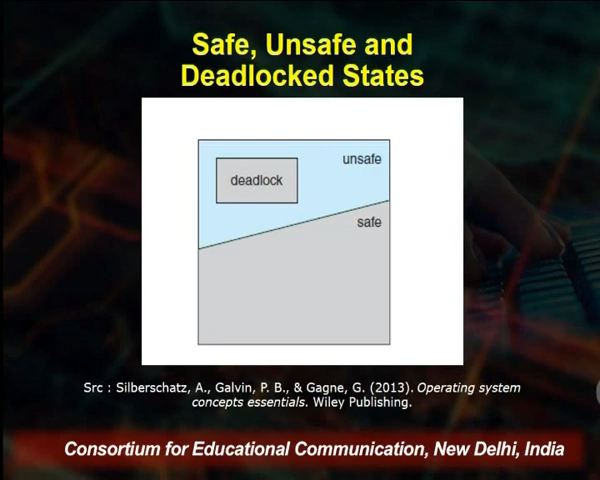 Safe, Unsafe and
Deadlocked States
unsafe
deadlock
safe
Src : Silberschatz, A., Galvin, P. B., & Gagne, G. (2013). Operating system
concepts essentials. Wiley Publishing.
Consortium for Educational Communication, New Delhi, India